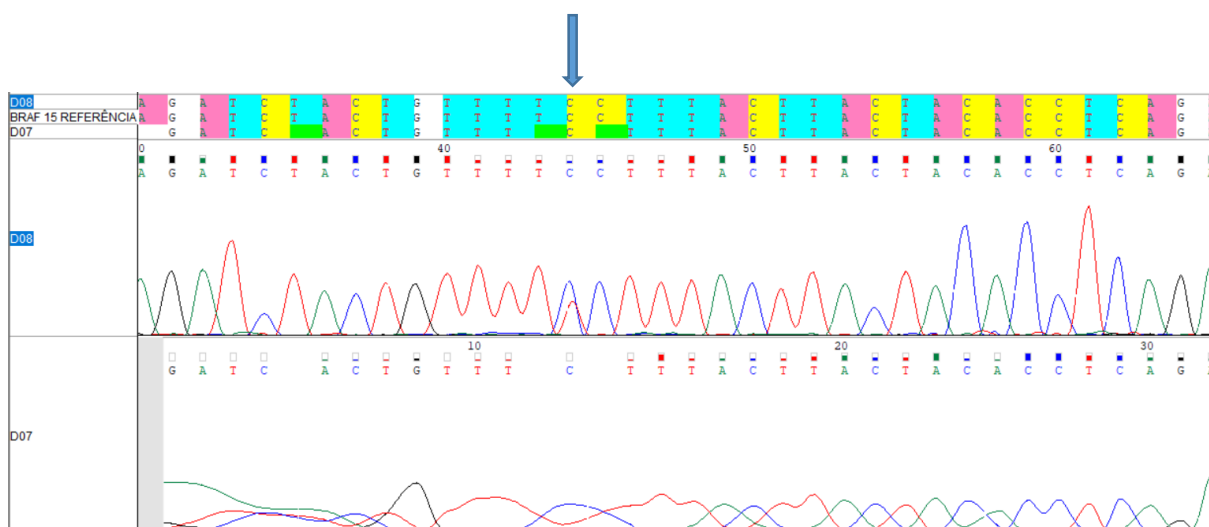 D08 A G A T C T A C T G T T T T C C T T T A C T T A C T A C A C C T C A G
BRAF 15 REFERÊNCIA A G A T C T A C T G T T T T C C T T T A C T T A C T A C A C C T C A G
D07 G A T C A C T G T T T C T T T A C T T A C T A C A C C T C A G
0 40 50 60
A G A T C T A C T G T T T T C C T T T A C T T A C T A C A C C T C A G
D08
10 20 30
G A T C A C T G T T T C T T T A C T T A C T A C A C C T C A G
D07